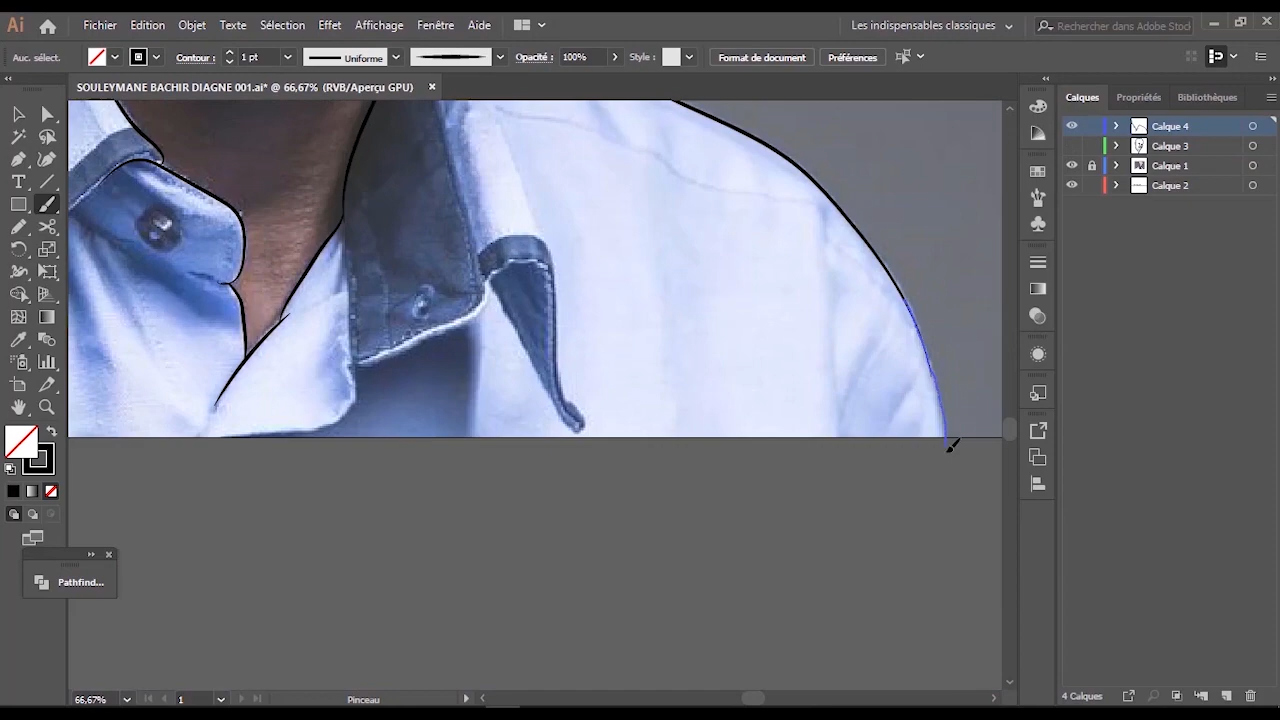 Ai Fichier Edition Objet Texte Sélection Effet Affichage Fenêtre Aide Les indispensables classiques Rechercher dans Adobe Stock
Auc. sélect. Contour : 1 pt Uniforme Opacité : 100% Style : Format de document Préférences
SOULEYMANE BACHIR DIAGNE 001.ai* @ 66,67% (RVB/Aperçu GPU)
Calques Propriétés Bibliothèques
Calque 4
Calque 3
Calque 1
Calque 2
Pathfind...
66,67% 1 Pinceau 4 Calques